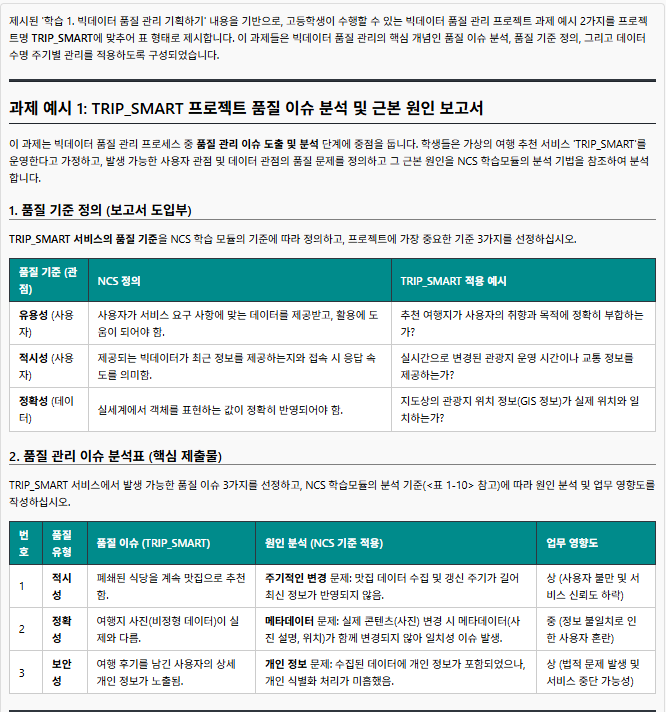 제시된 '학습 1. 빅데이터 품질 관리 기획하기' 내용을 기반으로, 고등학생이 수행할 수 있는 빅데이터 품질 관리 프로젝트 과제 예시 2가지를 프로젝
트명 TRIP_SMART에 맞추어 표 형태로 제시합니다. 이 과제들은 빅데이터 품질 관리의 핵심 개념인 품질 이슈 분석, 품질 기준 정의, 그리고 데이터
수명 주기별 관리를 적용하도록 구성되었습니다.
과제 예시 1: TRIP_SMART 프로젝트 품질 이슈 분석 및 근본 원인 보고서
이 과제는 빅데이터 품질 관리 프로세스 중 품질 관리 이슈 도출 및 분석 단계에 중점을 둡니다. 학생들은 가상의 여행 추천 서비스 'TRIP_SMART'를
운영한다고 가정하고, 발생 가능한 사용자 관점 및 데이터 관점의 품질 문제를 정의하고 그 근본 원인을 NCS 학습모듈의 분석 기법을 참조하여 분석
합니다.
1. 품질 기준 정의 (보고서 도입부)
TRIP_SMART 서비스의 품질 기준을 NCS 학습 모듈의 기준에 따라 정의하고, 프로젝트에 가장 중요한 기준 3가지를 선정하십시오.
품질 기준 (관
점)
NCS 정의
TRIP_SMART 적용 예시
유용성 (사용
자)
사용자가 서비스 요구 사항에 맞는 데이터를 제공받고, 활용에 도
움이 되어야 함.
추천 여행지가 사용자의 취향과 목적에 정확히 부합하는
가?
적시성 (사용
자)
제공되는 빅데이터가 최근 정보를 제공하는지와 접속 시 응답 속
도를 의미함.
실시간으로 변경된 관광지 운영 시간이나 교통 정보를
제공하는가?
정확성 (데이
터)
실세계에서 객체를 표현하는 값이 정확히 반영되어야 함.
지도상의 관광지 위치 정보(GIS 정보)가 실제 위치와 일
치하는가?
2. 품질 관리 이슈 분석표 (핵심 제출물)
TRIP_SMART 서비스에서 발생 가능한 품질 이슈 3가지를 선정하고, NCS 학습모듈의 분석 기준(<표 1-10> 참고)에 따라 원인 분석 및 업무 영향도를
작성하십시오.
번
호
품질
유형
품질 이슈 (TRIP_SMART)
원인 분석 (NCS 기준 적용)
업무 영향도
1
적시
성
폐쇄된 식당을 계속 맛집으로 추천
함.
주기적인 변경 문제: 맛집 데이터 수집 및 갱신 주기가 길어
최신 정보가 반영되지 않음.
상 (사용자 불만 및 서
비스 신뢰도 하락)
2
정확
성
여행지 사진(비정형 데이터)이 실
제와 다름.
메타데이터 문제: 실제 콘텐츠(사진) 변경 시 메타데이터(사
진 설명, 위치)가 함께 변경되지 않아 일치성 이슈 발생.
중 (정보 불일치로 인
한 사용자 혼란)
3
보안
성
여행 후기를 남긴 사용자의 상세
개인 정보가 노출됨.
개인 정보 문제: 수집된 데이터에 개인 정보가 포함되었으나,
개인 식별화 처리가 미흡했음.
상 (법적 문제 발생 및
서비스 중단 가능성)